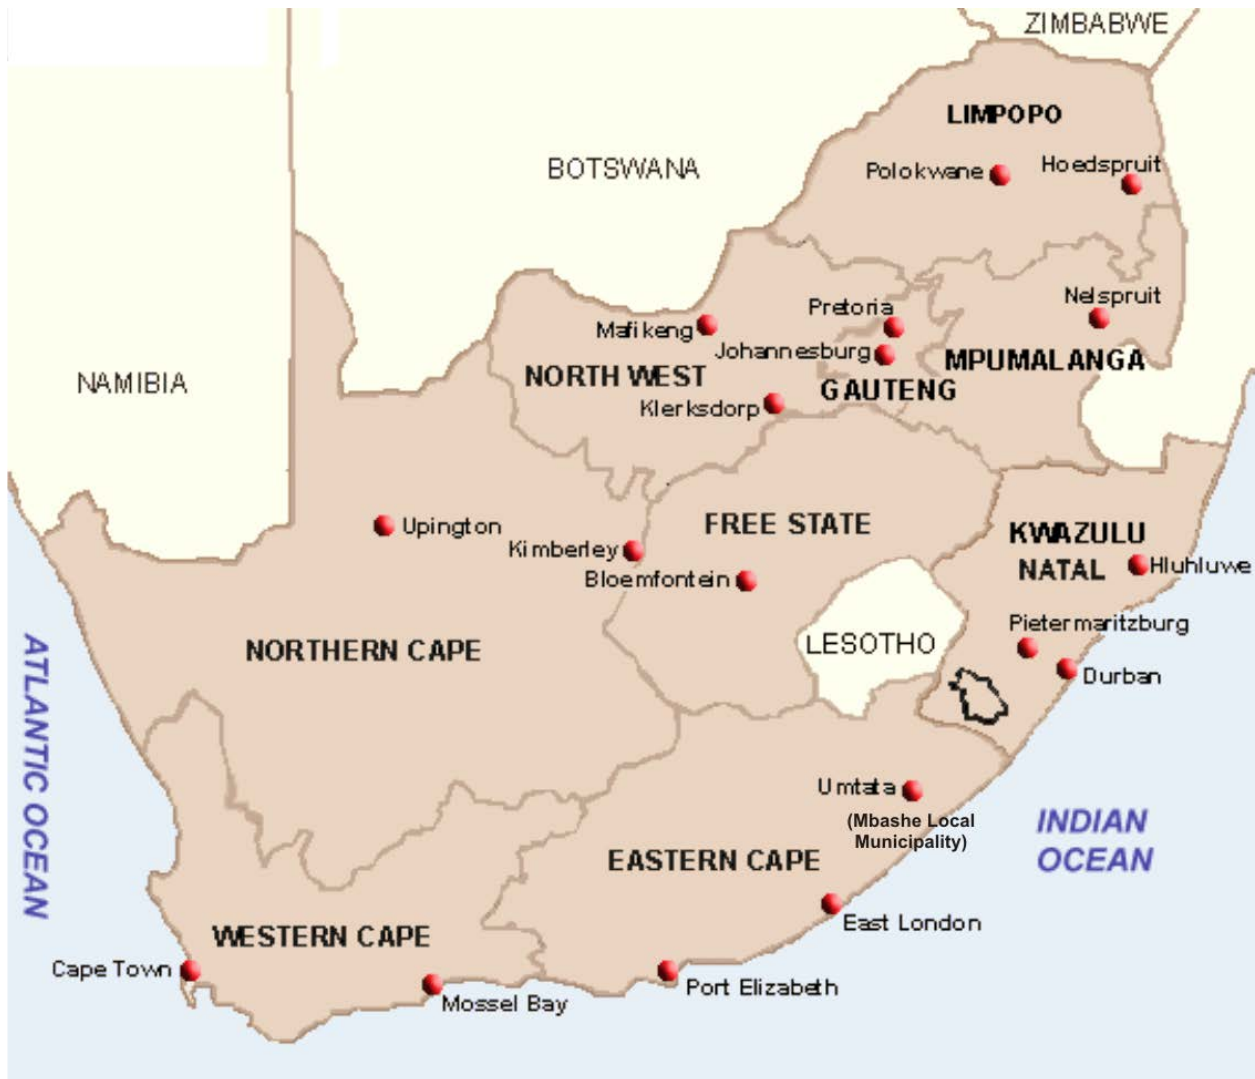 ZIMBABWE
LIMPOPO
BOTSWANA
Polokwane
Hoedspruit
Nelspruit
Pretoria
Mafikeng
Johannesburg
MPUMALANGA
NORTH WEST
NAMIBIA
GAUTENG
Klerksdorp
FREE STATE
Upington
KWAZULU
NATAL
Kimberley
Hluhluwe
Bloemfontein
Pietermaritzburg
LESOTHO
NORTHERN CAPE
Durban
ATLANTIC OCEAN
Umtata
(Mbashe Local
Municipality)
INDIAN
OCEAN
EASTERN CAPE
East London
WESTERN CAPE
Cape Town
Port Elizabeth
Mossel Bay